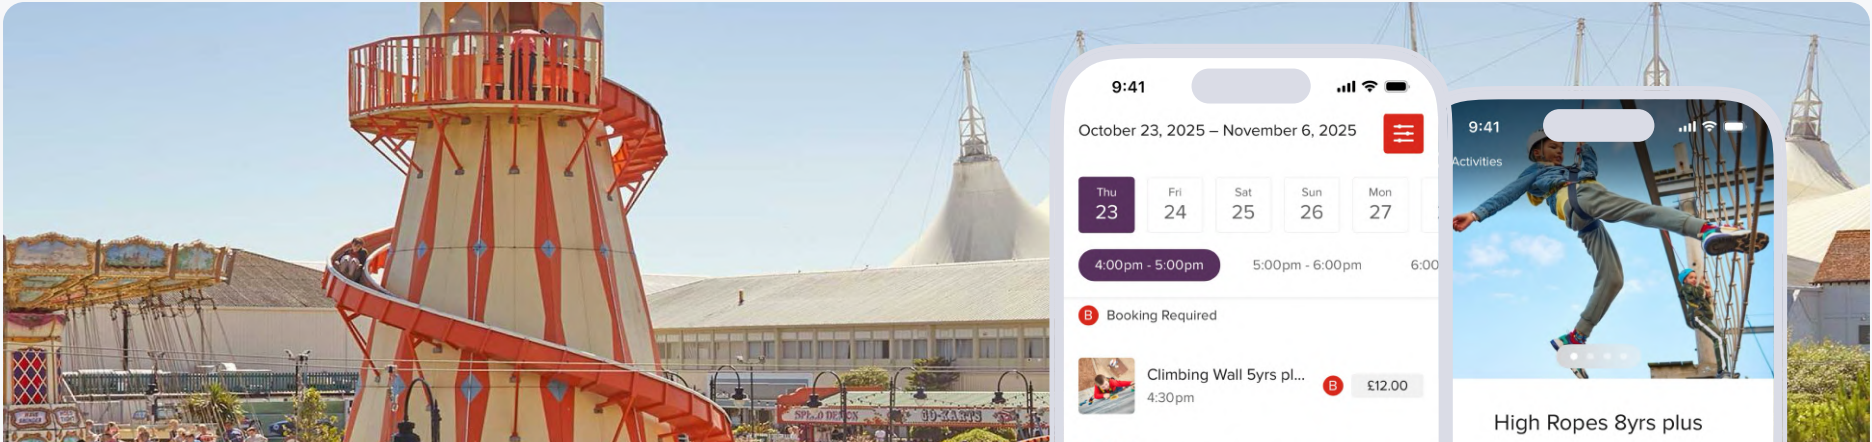 9:41
October 23, 2025 – November 6, 2025
Thu
23
Fri
24
Sat
25
Sun
26
Mon
27
4:00pm - 5:00pm
5:00pm - 6:00pm
6:00
B Booking Required
Climbing Wall 5yrs pl...
4:30pm
B
£12.00
9:41
Activities
High Ropes 8yrs plus
SPEED DEMON
GO-KARTS